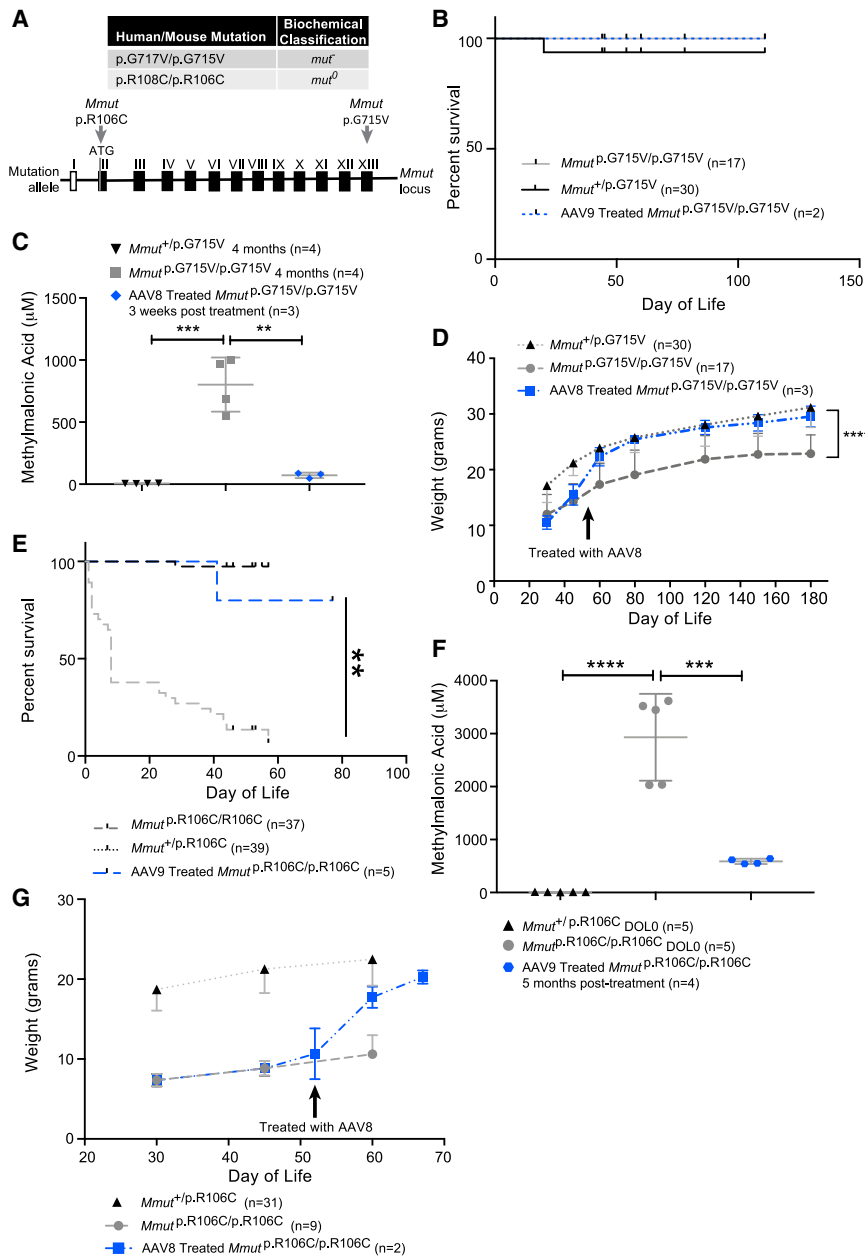 A
Human/Mouse Mutation Biochemical Classification
p.G717V/p.G715V mut-
p.R108C/p.R106C mut0
Mmut p.R106C
Mmut p.G715V
ATG
I II III IV V VI VII VIII IX X XI XII XIII
Mutation allele
Mmut locus
B
Percent survival
100
50
0
50 100 150
Day of Life
Mmut p.G715V/p.G715V (n=17)
Mmut+/p.G715V (n=30)
AAV9 Treated Mmut p.G715V/p.G715V (n=2)
C
Mmut+/p.G715V 4 months (n=4)
Mmut p.G715V/p.G715V 4 months (n=4)
AAV8 Treated Mmut p.G715V/p.G715V
3 weeks post treatment (n=3)
Methylmalonic Acid (µM)
1500
1000
500
0
*** **
D
Mmut+/p.G715V (n=30)
Mmut p.G715V/p.G715V (n=17)
AAV8 Treated Mmut p.G715V/p.G715V (n=3)
Weight (grams)
40
30
20
10
0
Treated with AAV8
20 40 60 80 100 120 140 160 180
Day of Life
E
Percent survival
100
50
0
**
0 20 40 60 80 100
Day of Life
Mmut p.R106C/R106C (n=37)
Mmut+/p.R106C (n=39)
AAV9 Treated Mmut p.R106C/p.R106C (n=5)
F
Methylmalonic Acid (µM)
4000
3000
2000
1000
0
**** ***
Mmut+/p.R106C DOL0 (n=5)
Mmut p.R106C/p.R106C DOL0 (n=5)
AAV9 Treated Mmut p.R106C/p.R106C
5 months post-treatment (n=4)
G
Weight (grams)
30
20
10
0
Treated with AAV8
20 30 40 50 60 70
Day of Life
Mmut+/p.R106C (n=31)
Mmut p.R106C/p.R106C (n=9)
AAV8 Treated Mmut p.R106C/p.R106C (n=2)